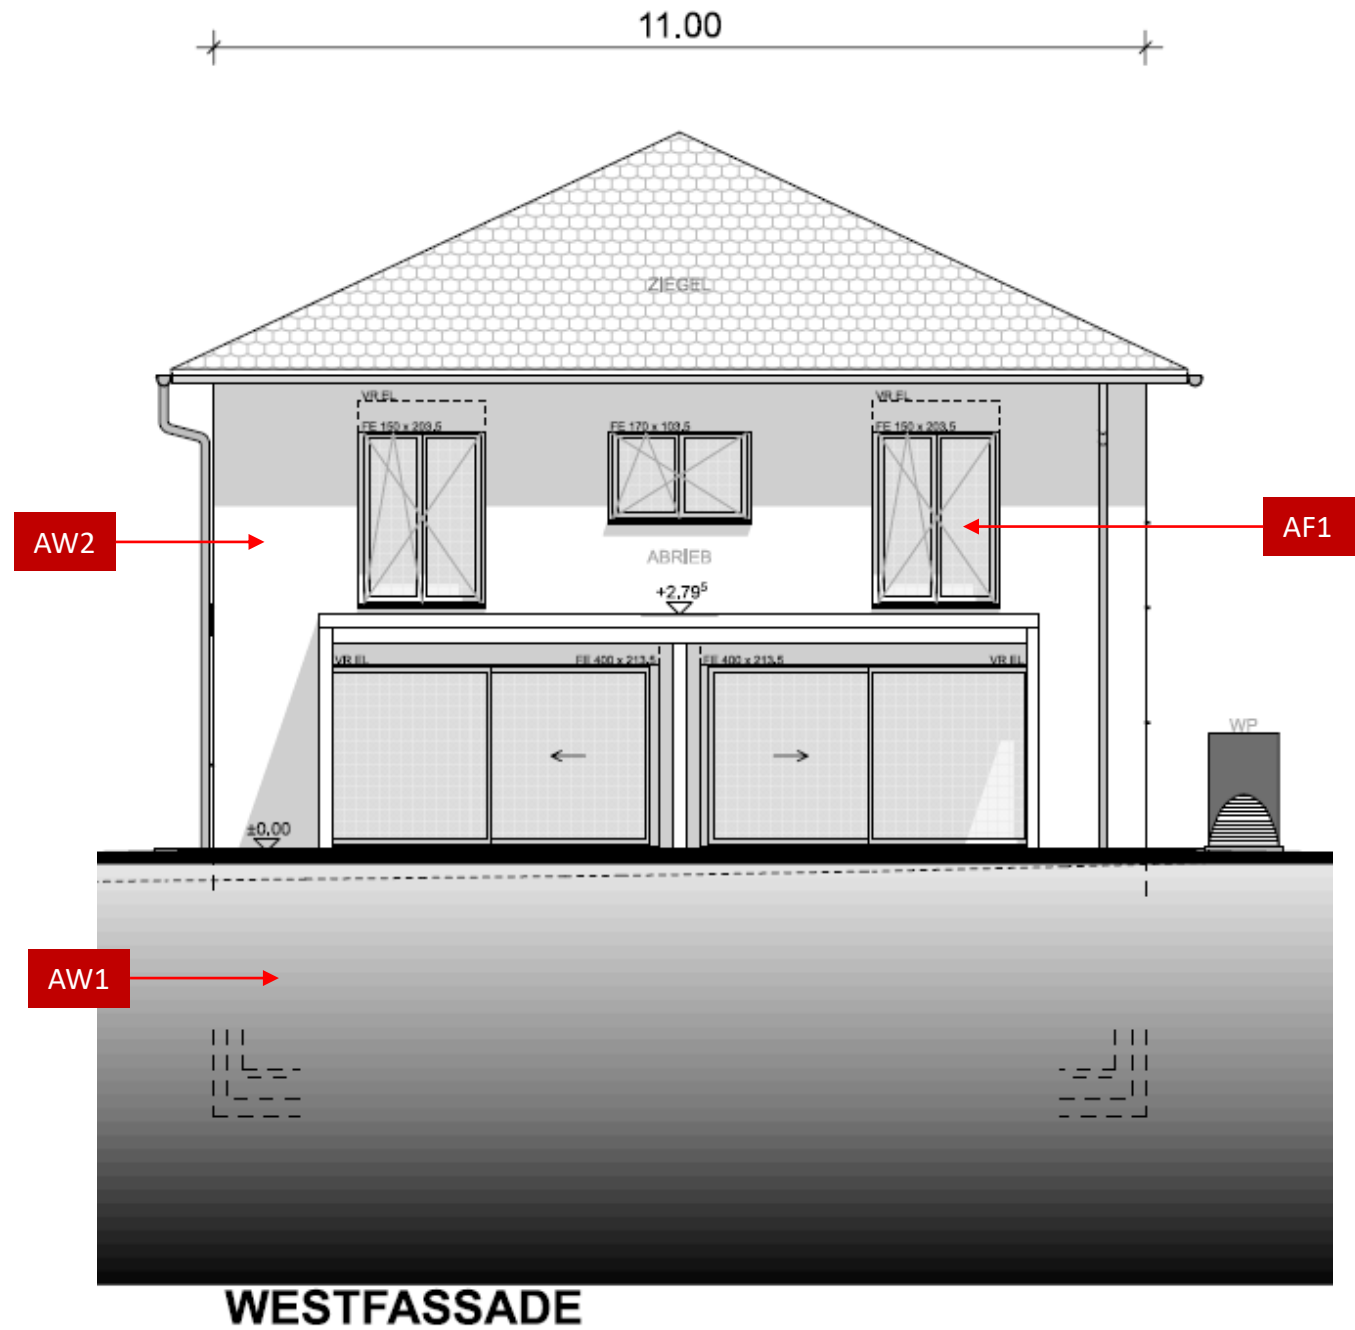 11.00
ZIEGEL
VR EL
VR EL
FE 150 x 203,5
FE 170 x 103,5
FE 150 x 203,5
AW2
AF1
ABRIEB
+2,79⁵
VR EL
FE 400 x 213,5
FE 400 x 213,5
VR EL
WP
±0,00
AW1
WESTFASSADE